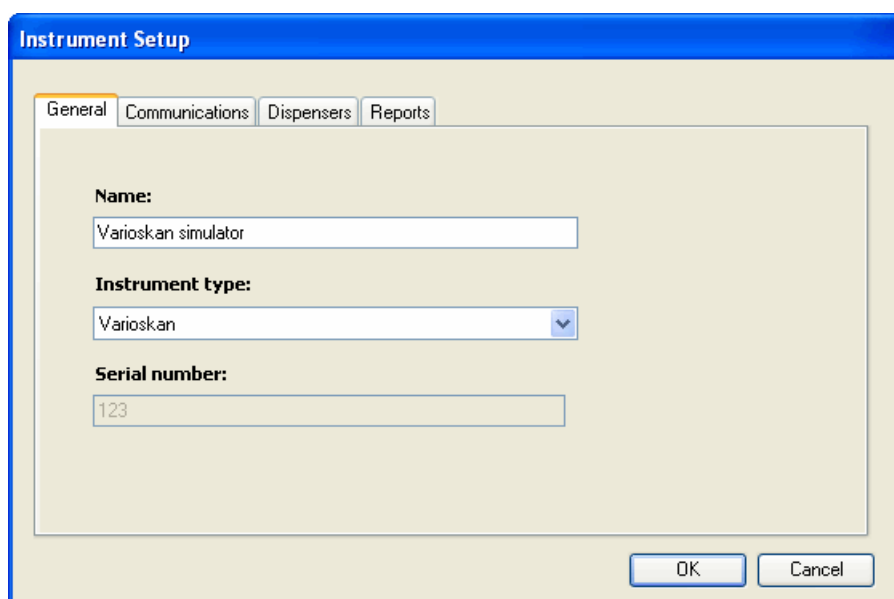 Instrument Setup
General Communications Dispensers Reports
Name:
Varioskan simulator
Instrument type:
Varioskan
Serial number:
123
OK Cancel